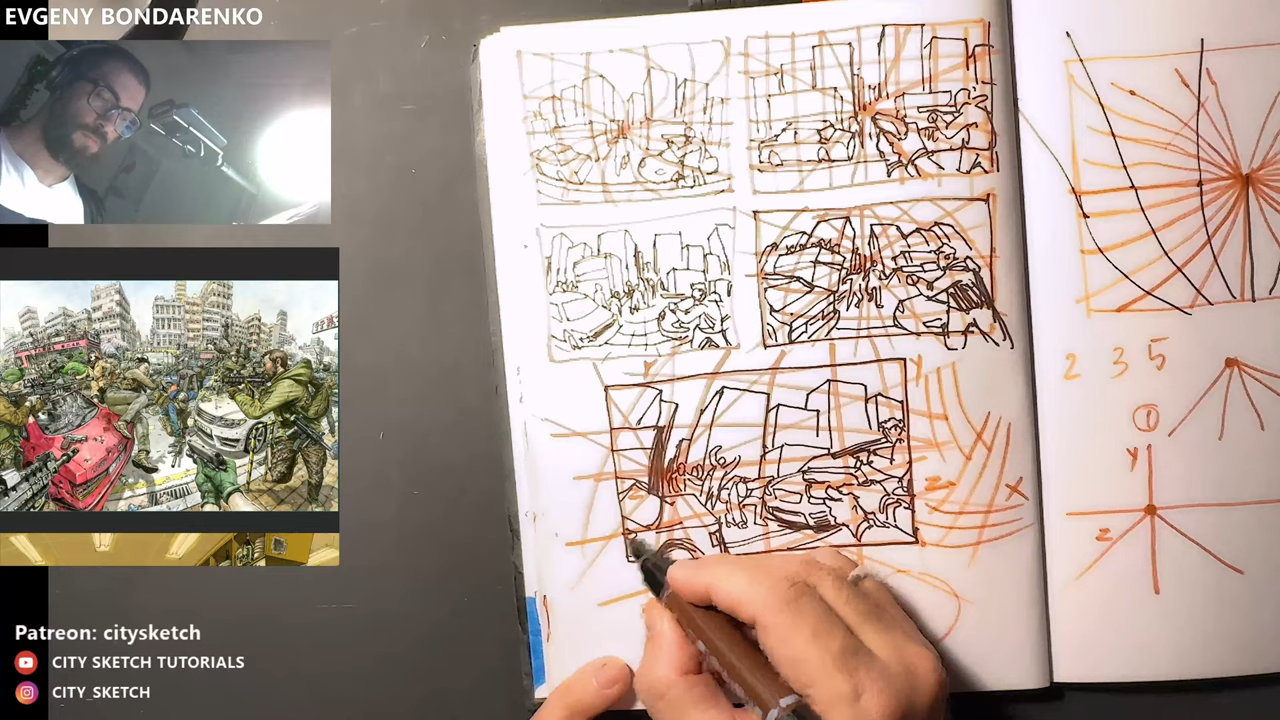 EVGENY BONDARENKO
Patreon: citysketch
CITY SKETCH TUTORIALS
CITY_SKETCH
Y
Y
Z
Z
X
2 3 5
1
Y
Z